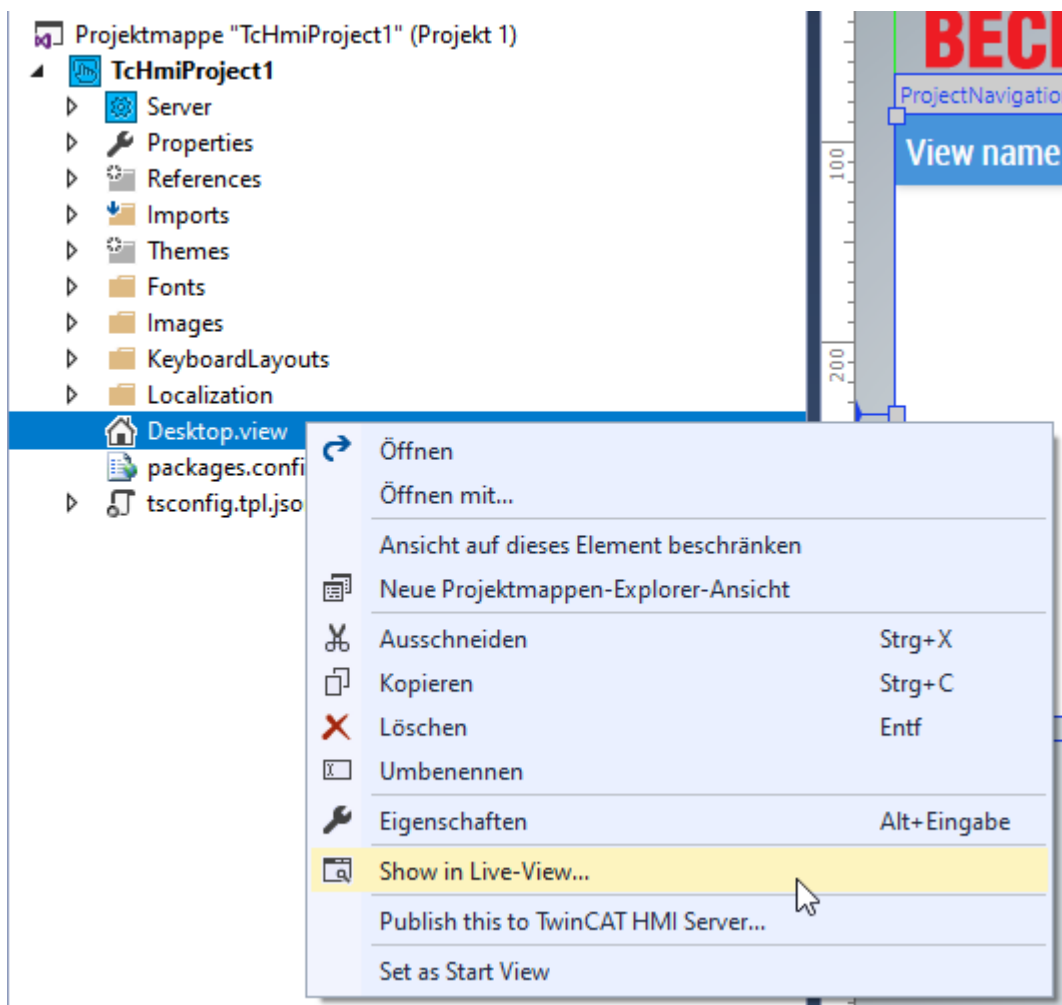 Projektmappe "TcHmiProject1" (Projekt 1)
TcHmiProject1
Server
Properties
References
Imports
Themes
Fonts
Images
KeyboardLayouts
Localization
Desktop.view
packages.confi
tsconfig.tpl.jso
Öffnen
Öffnen mit...
Ansicht auf dieses Element beschränken
Neue Projektmappen-Explorer-Ansicht
Ausschneiden Strg+X
Kopieren Strg+C
Löschen Entf
Umbenennen
Eigenschaften Alt+Eingabe
Show in Live-View...
Publish this to TwinCAT HMI Server...
Set as Start View
100
200
BECK
ProjectNavigatio
View name